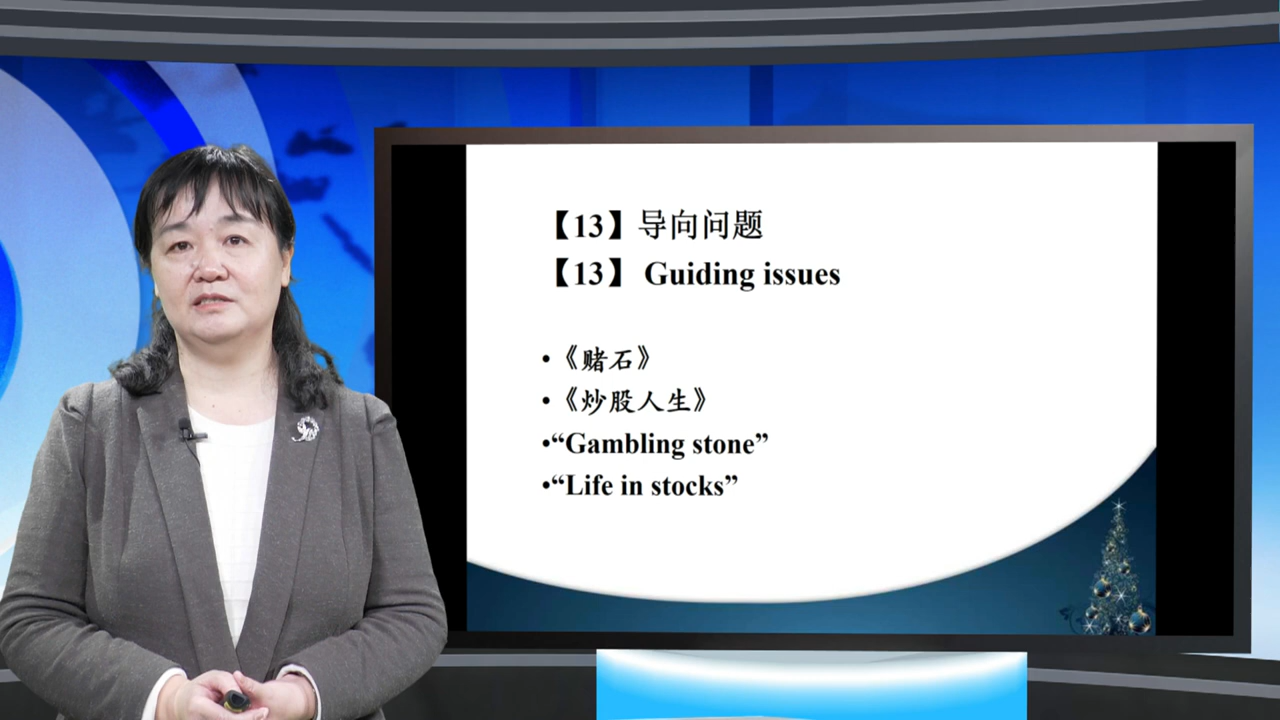 【13】导向问题
【13】 Guiding issues
•《赌石》
•《炒股人生》
•“Gambling stone”
•“Life in stocks”